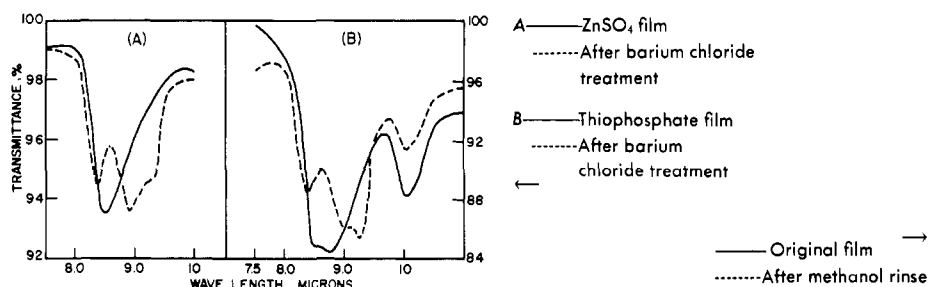 100
98
96
94
92
TRANSMITTANCE, %
(A)
(B)
100
96
92
88
84
8.0 9.0 10 7.5 8.0 9.0 10
WAVE LENGTH, MICRONS
A ZnSO₄ film
After barium chloride
treatment
B Thiophosphate film
After barium
chloride treatment
←
→
Original film
After methanol rinse